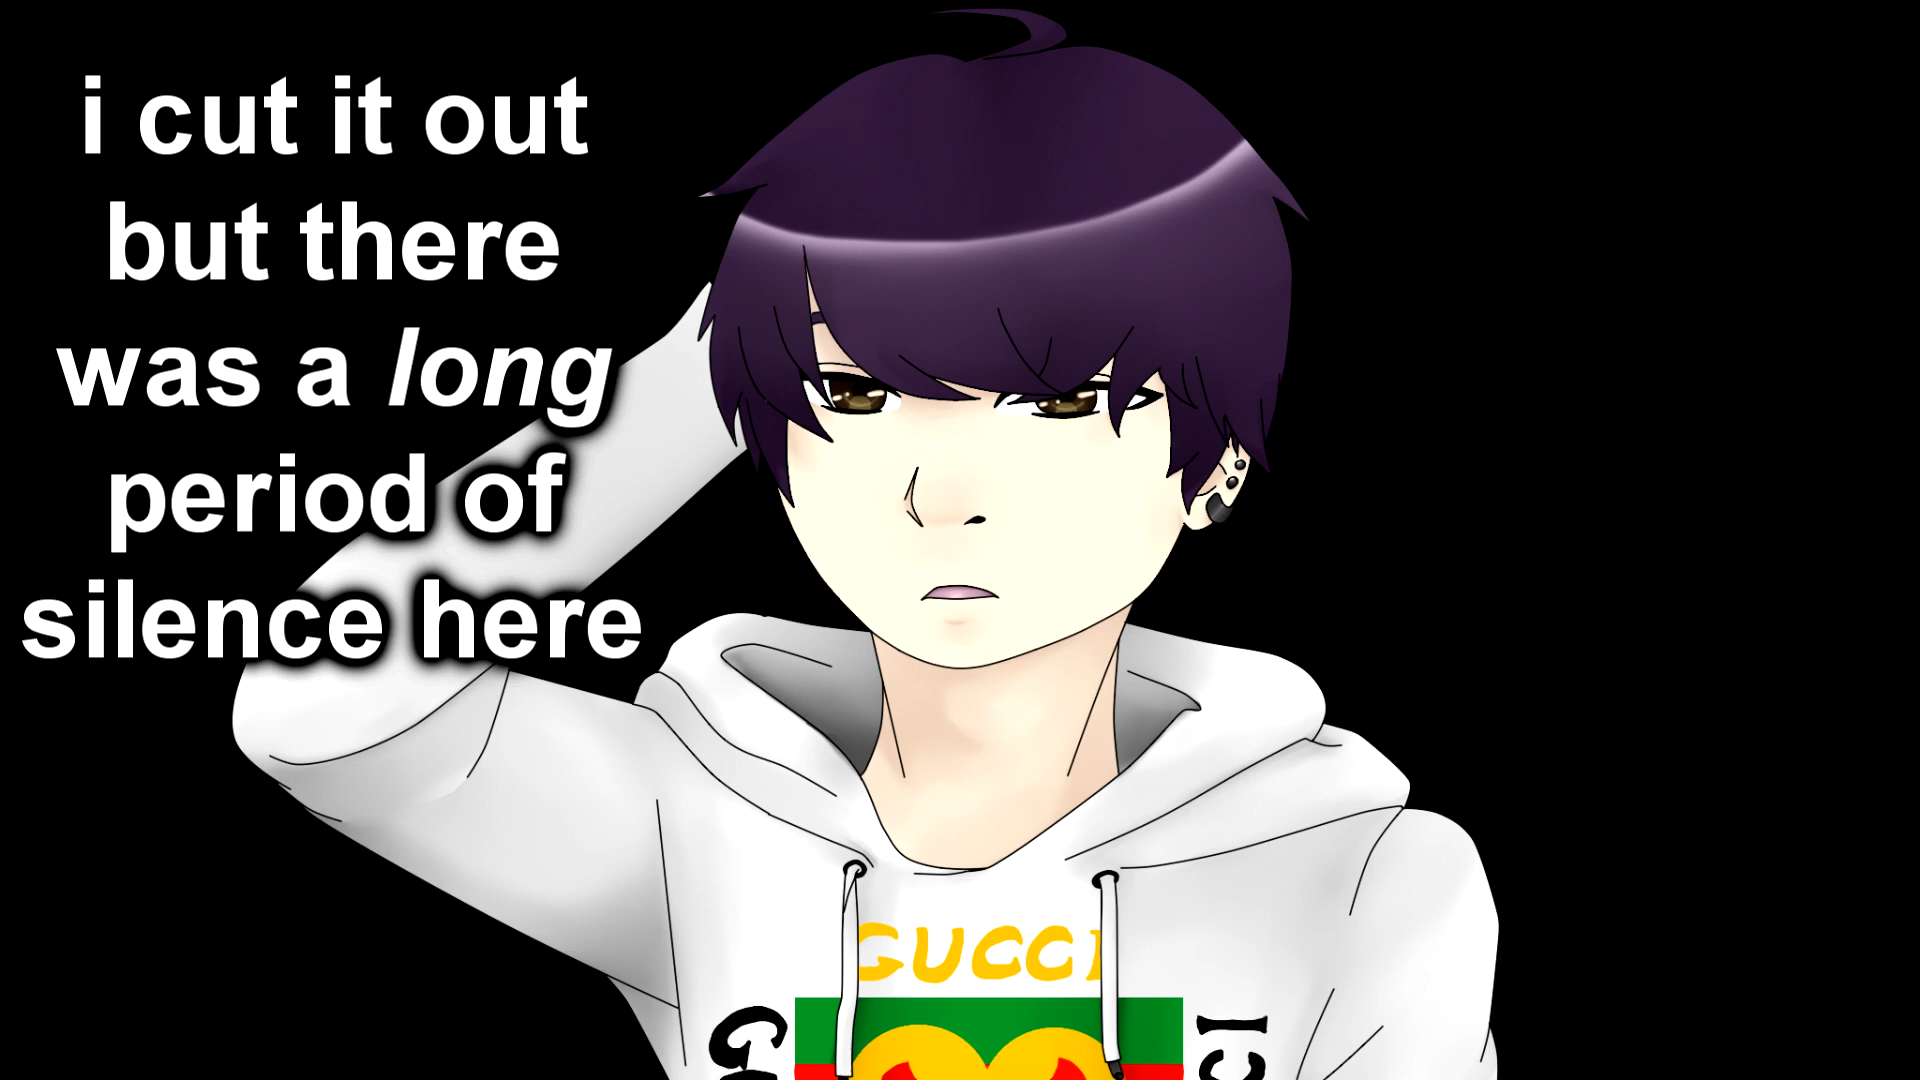 i cut it out
but there
was a long
period of
silence here
GUCCI